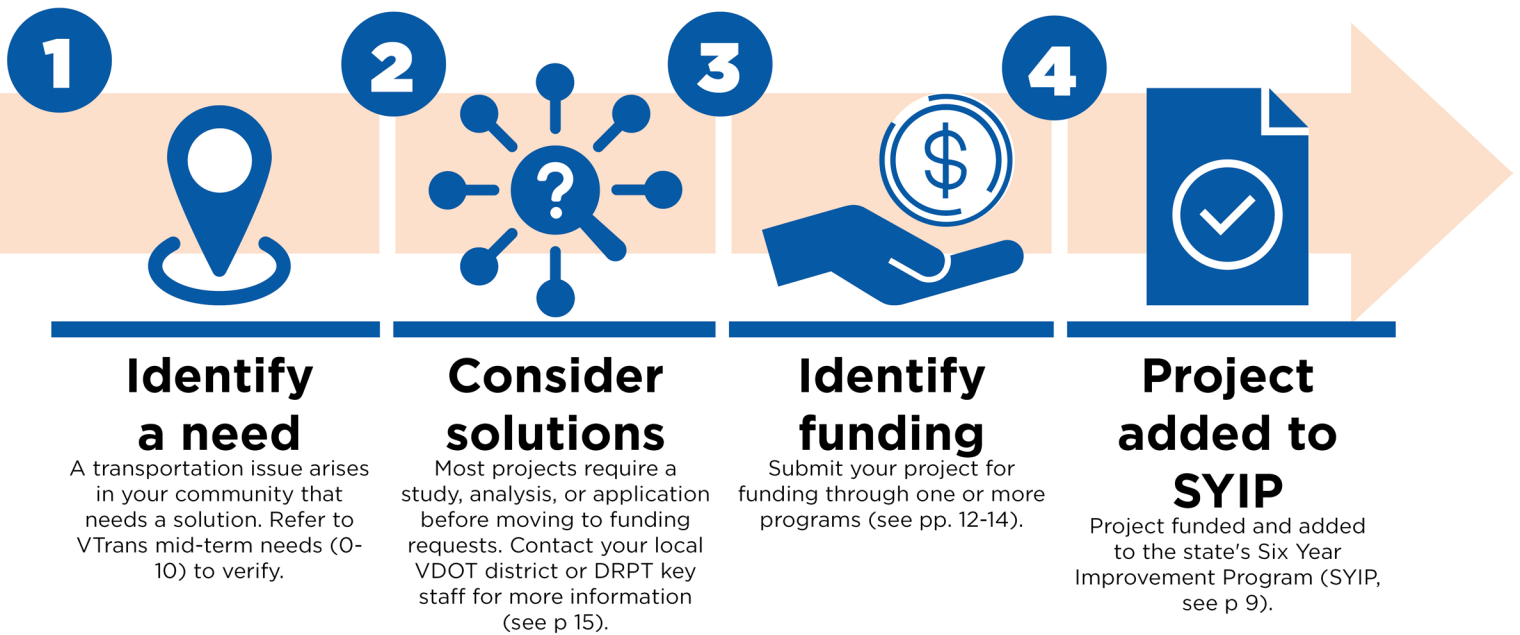 1
Identify
a need
A transportation issue arises
in your community that
needs a solution. Refer to
VTrans mid-term needs (0-
10) to verify.
2
?
Consider
solutions
Most projects require a
study, analysis, or application
before moving to funding
requests. Contact your local
VDOT district or DRPT key
staff for more information
(see p 15).
3
$
Identify
funding
Submit your project for
funding through one or more
programs (see pp. 12-14).
4
Project
added to
SYIP
Project funded and added
to the state's Six Year
Improvement Program (SYIP,
see p 9).